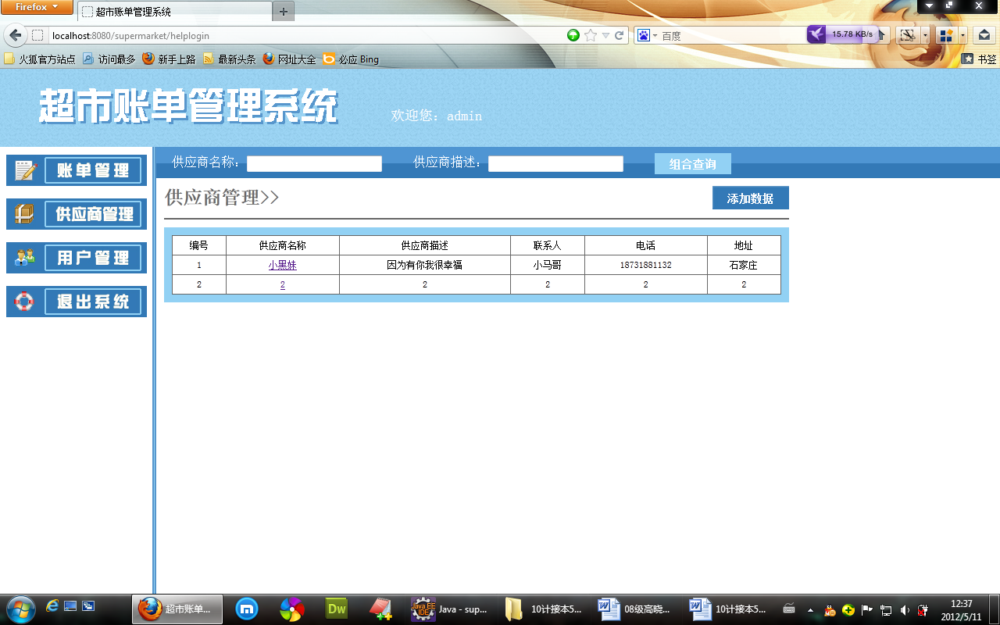 Firefox
超市账单管理系统
localhost:8080/supermarket/helplogin
百度
15.78 KB/s
火狐官方站点 访问最多 新手上路 最新头条 网址大全 必应 Bing
书签
超市账单管理系统
欢迎您：admin
账单管理
供应商管理
用户管理
退出系统
供应商名称：
供应商描述：
组合查询
供应商管理>>
添加数据
编号 供应商名称 供应商描述 联系人 电话 地址
1 小黑妹 因为有你我很幸福 小马哥 18731881132 石家庄
2 2 2 2 2 2
超市账单...
Dw
Java EE IDE
Java - sup...
10计接本5...
08级高晓...
10计接本5...
12:37
2012/5/11